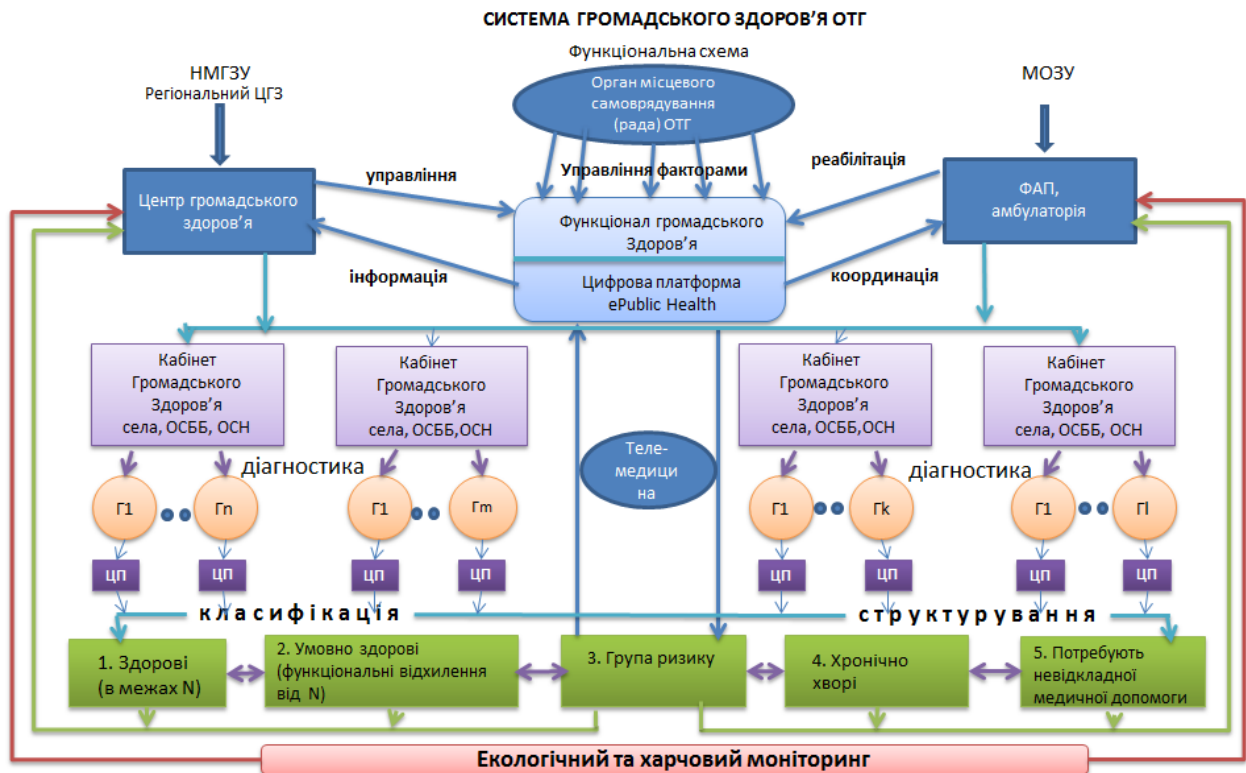 СИСТЕМА ГРОМАДСЬКОГО ЗДОРОВ'Я ОТГ
Функціональна схема
НМГЗУ
Регіональний ЦГЗ
Орган місцевого
самоврядування
(рада) ОТГ
МОЗУ
управління
Управління факторами
реабілітація
Центр громадського
здоров'я
Функціонал громадського
Здоров'я
ФАП,
амбулаторія
інформація
Цифрова платформа
ePublic Health
координація
Кабінет
Громадського
Здоров'я
села, ОСББ, ОСН
Кабінет
Громадського
Здоров'я
села, ОСББ,ОСН
Кабінет
Громадського
Здоров'я
села, ОСББ,ОСН
Кабінет
Громадського
Здоров'я
села, ОСББ, ОСН
діагностика
Теле-
медици
на
діагностика
Г1
Гn
Г1
Гm
Г1
Гk
Г1
Гl
ЦП
ЦП
ЦП
ЦП
ЦП
ЦП
ЦП
ЦП
класифікація
структурування
1. Здорові
(в межах N)
2. Умовно здорові
(функціональні відхилення
від N)
3. Група ризику
4. Хронічно
хворі
5. Потребують
невідкладної
медичної допомоги
Екологічний та харчовий моніторинг